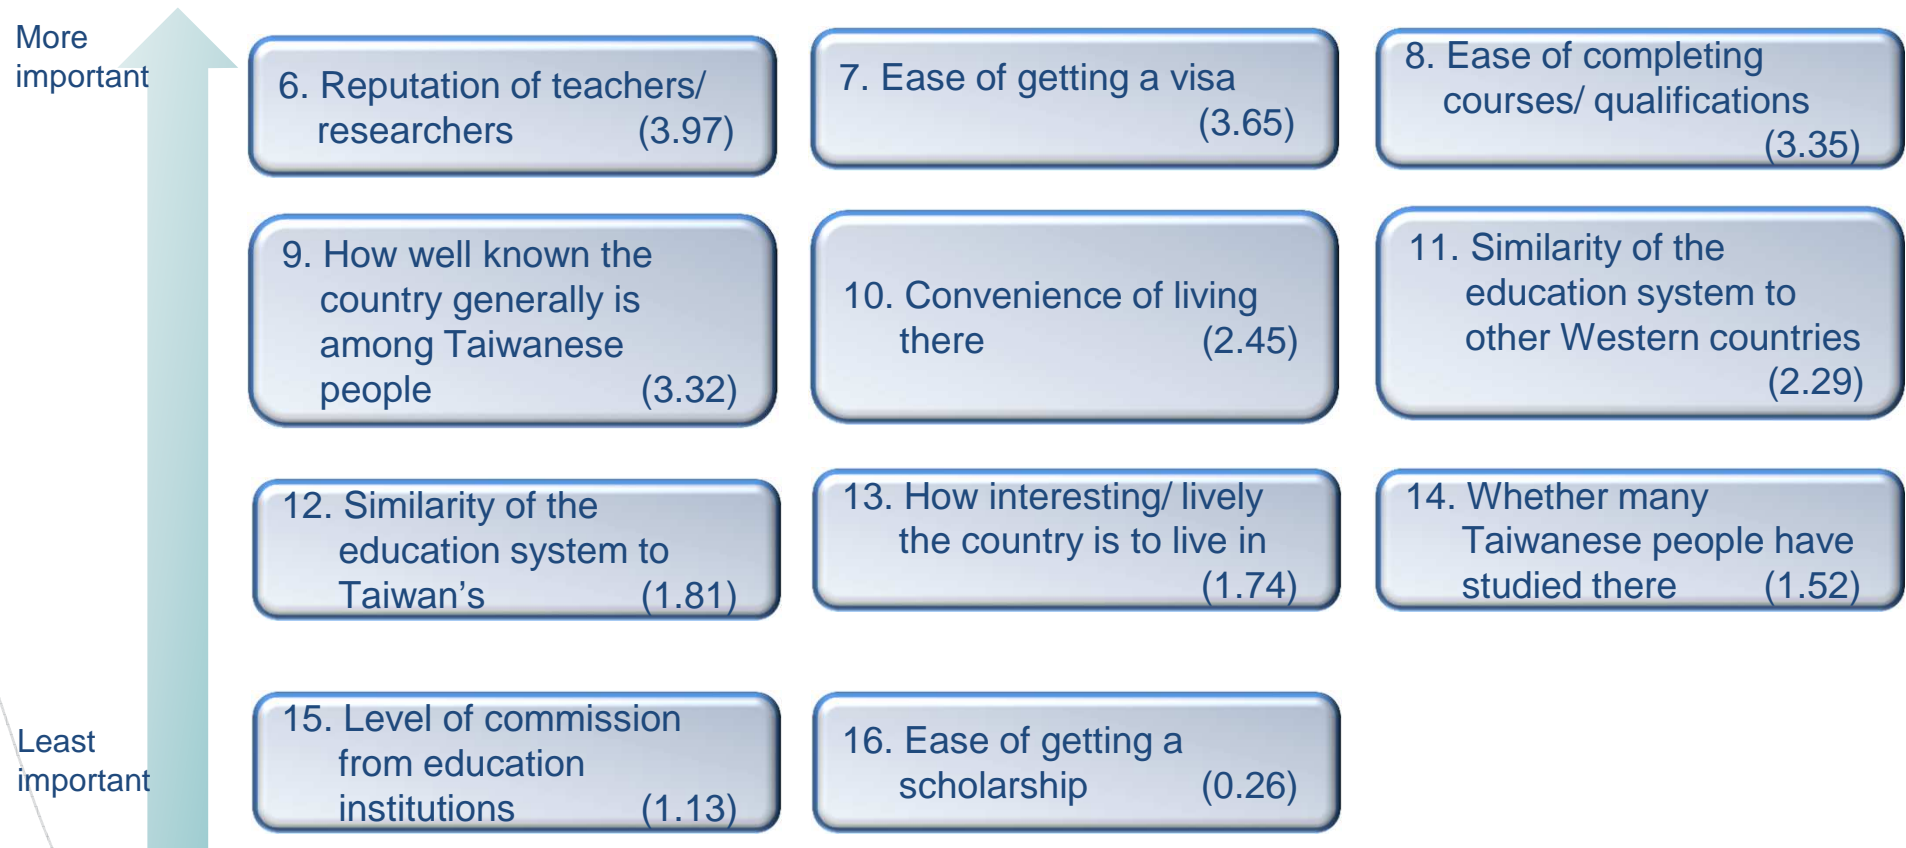 More
important
6. Reputation of teachers/
researchers (3.97)
7. Ease of getting a visa
(3.65)
8. Ease of completing
courses/ qualifications
(3.35)
9. How well known the
country generally is
among Taiwanese
people (3.32)
10. Convenience of living
there (2.45)
11. Similarity of the
education system to
other Western countries
(2.29)
12. Similarity of the
education system to
Taiwan’s (1.81)
13. How interesting/ lively
the country is to live in
(1.74)
14. Whether many
Taiwanese people have
studied there (1.52)
Least
important
15. Level of commission
from education
institutions (1.13)
16. Ease of getting a
scholarship (0.26)